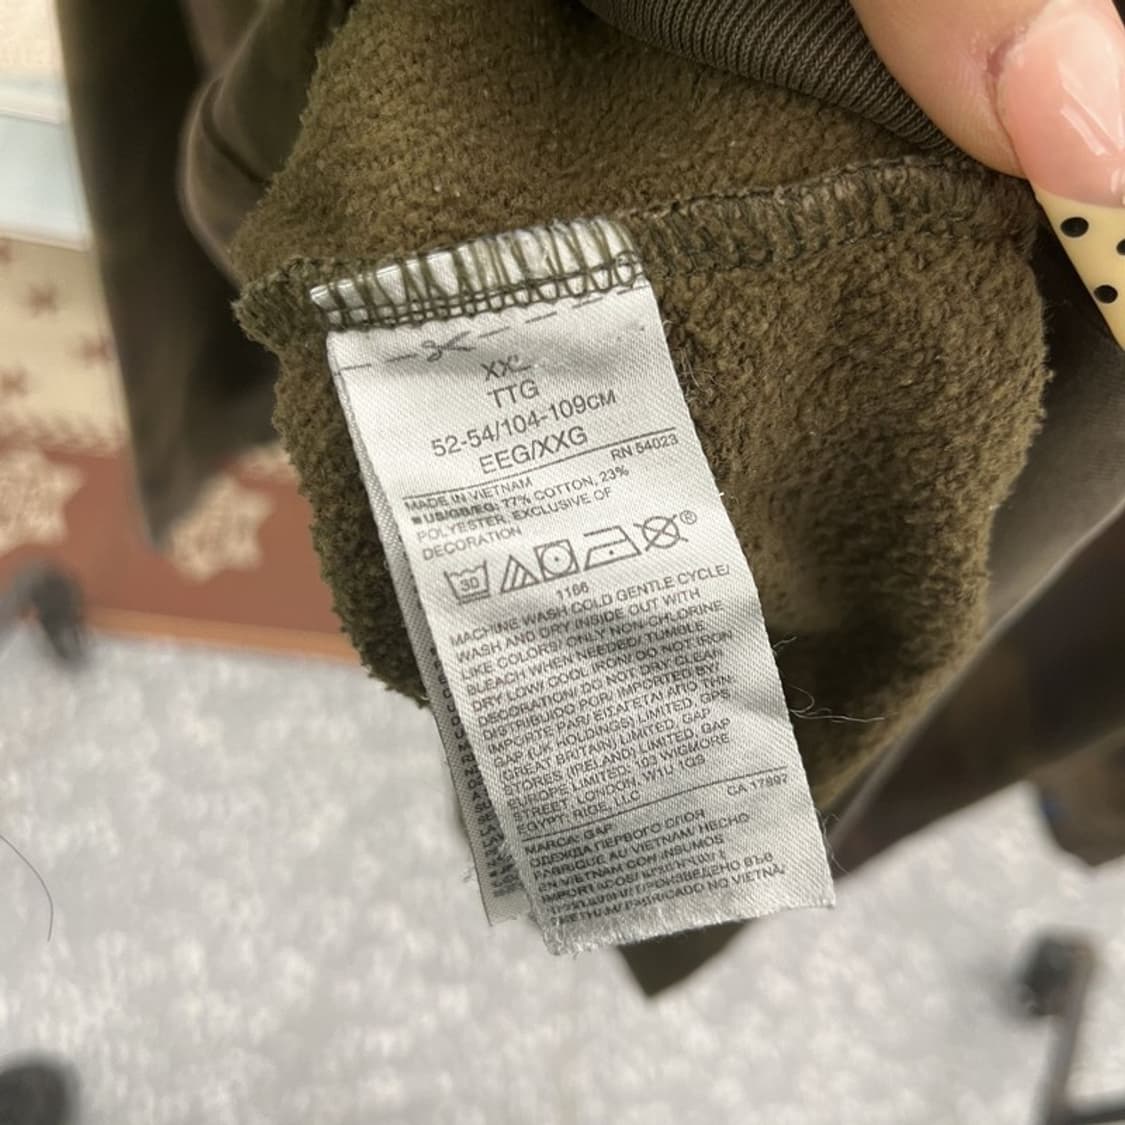 XXL
TTG
52-54/104-109CM
EEG/XXG
RN 54023
MADE IN VIETNAM
US/GB/EG: 77% COTTON, 23%
POLYESTER, EXCLUSIVE OF
DECORATION
30
®
1166
MACHINE WASH COLD GENTLE CYCLE/
WASH AND DRY INSIDE OUT WITH
LIKE COLORS/ ONLY NON-CHLORINE
BLEACH WHEN NEEDED/ TUMBLE
DRY LOW/ COOL IRON/ DO NOT IRON
DECORATION/ DO NOT DRY CLEAN
DISTRIBUIDO POR/ IMPORTED BY/
IMPORTE PAR/ ΕΙΣΑΓΕΤΑΙ ΑΠΟ ΤΗΝ
GAP (UK HOLDINGS) LIMITED, GPS
(GREAT BRITAIN) LIMITED, GAP
STORES (IRELAND) LIMITED, GAP
EUROPE LIMITED; 103 WIGMORE
STREET, LONDON, W1U 1QS
EGYPT: RIDE, LLC
CA 17897
МАРСА: GAP
ОДЕЖДА ПЕРВОГО СЛОЯ
FABRIQUE AU VIETNAM/ HECHO
EN VIETNAM CON INSUMOS
ПРОИЗВЕДЕНО ВЪВ
FABRICADO NO VIETNA